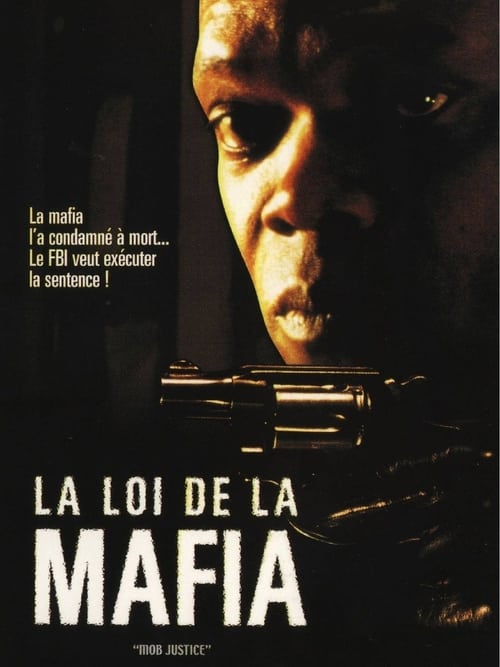 La mafia
l'a condamné à mort...
Le FBI veut exécuter
la sentence !
LA LOI DE LA
MAFIA
"MOB JUSTICE"